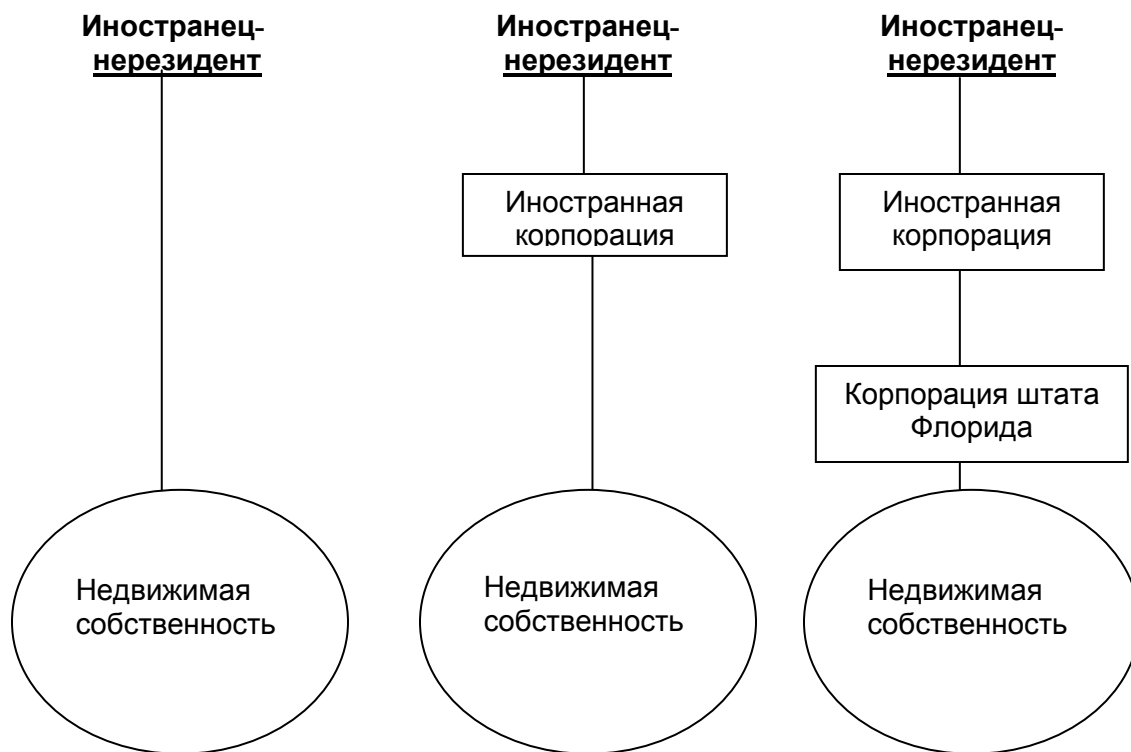 Иностранец-
нерезидент
Иностранец-
нерезидент
Иностранная
корпорация
Иностранец-
нерезидент
Иностранная
корпорация
Корпорация штата
Флорида
Недвижимая
собственность
Недвижимая
собственность
Недвижимая
собственность